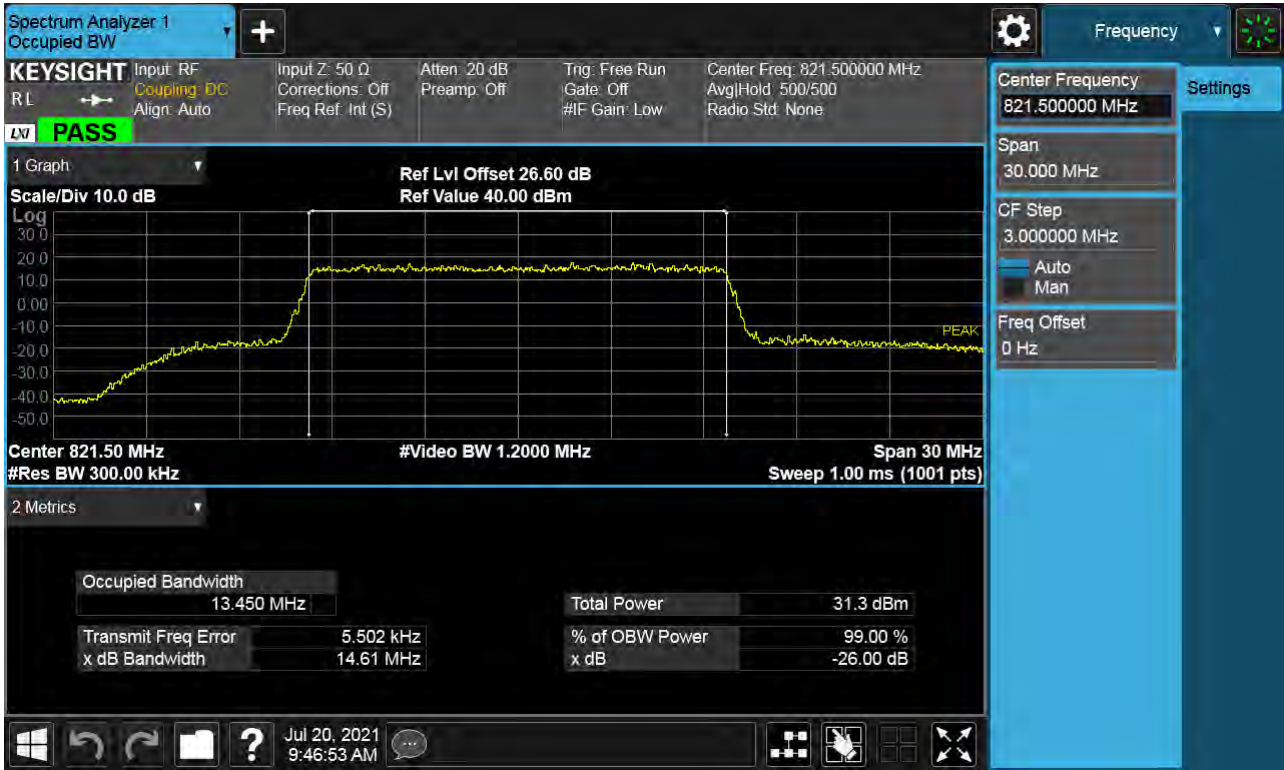 Spectrum Analyzer 1
Occupied BW
Frequency
KEYSIGHT
RL
LXI
PASS
Input: RF
Coupling: DC
Align: Auto
Input Z: 50 Ω
Corrections: Off
Freq Ref: Int (S)
Atten: 20 dB
Preamp: Off
Trig: Free Run
Gate: Off
#IF Gain: Low
Center Freq: 821.500000 MHz
Avg|Hold: 500/500
Radio Std: None
Center Frequency
821.500000 MHz
Settings
Span
30.000 MHz
CF Step
3.000000 MHz
Auto
Man
Freq Offset
0 Hz
1 Graph
Scale/Div 10.0 dB
Ref Lvl Offset 26.60 dB
Ref Value 40.00 dBm
Log
30.0
20.0
10.0
0.00
-10.0
-20.0
-30.0
-40.0
-50.0
PEAK
Center 821.50 MHz
#Video BW 1.2000 MHz
Span 30 MHz
#Res BW 300.00 kHz
Sweep 1.00 ms (1001 pts)
2 Metrics
Occupied Bandwidth
13.450 MHz
Total Power 31.3 dBm
Transmit Freq Error 5.502 kHz
% of OBW Power 99.00 %
x dB Bandwidth 14.61 MHz
x dB -26.00 dB
?
Jul 20, 2021
9:46:53 AM